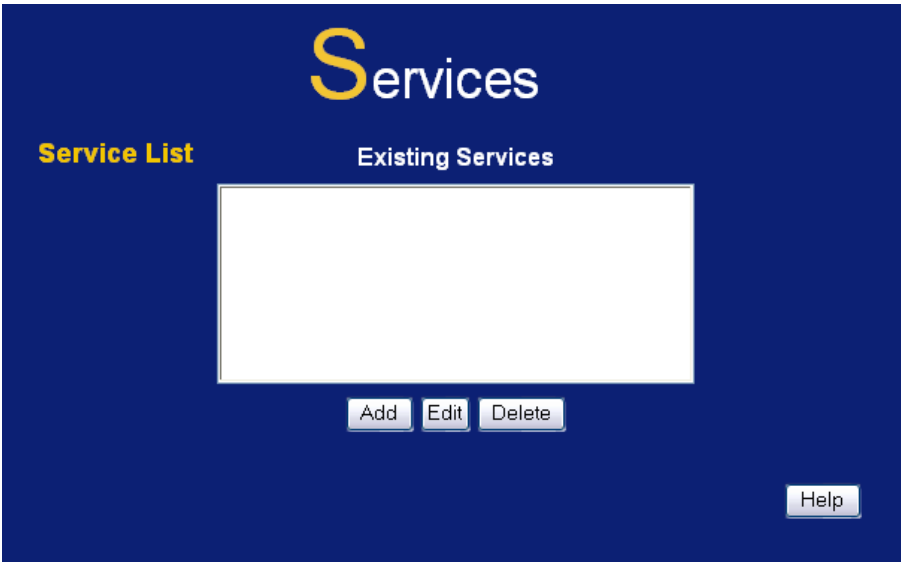 Services
Service List
Existing Services
Add Edit Delete
Help